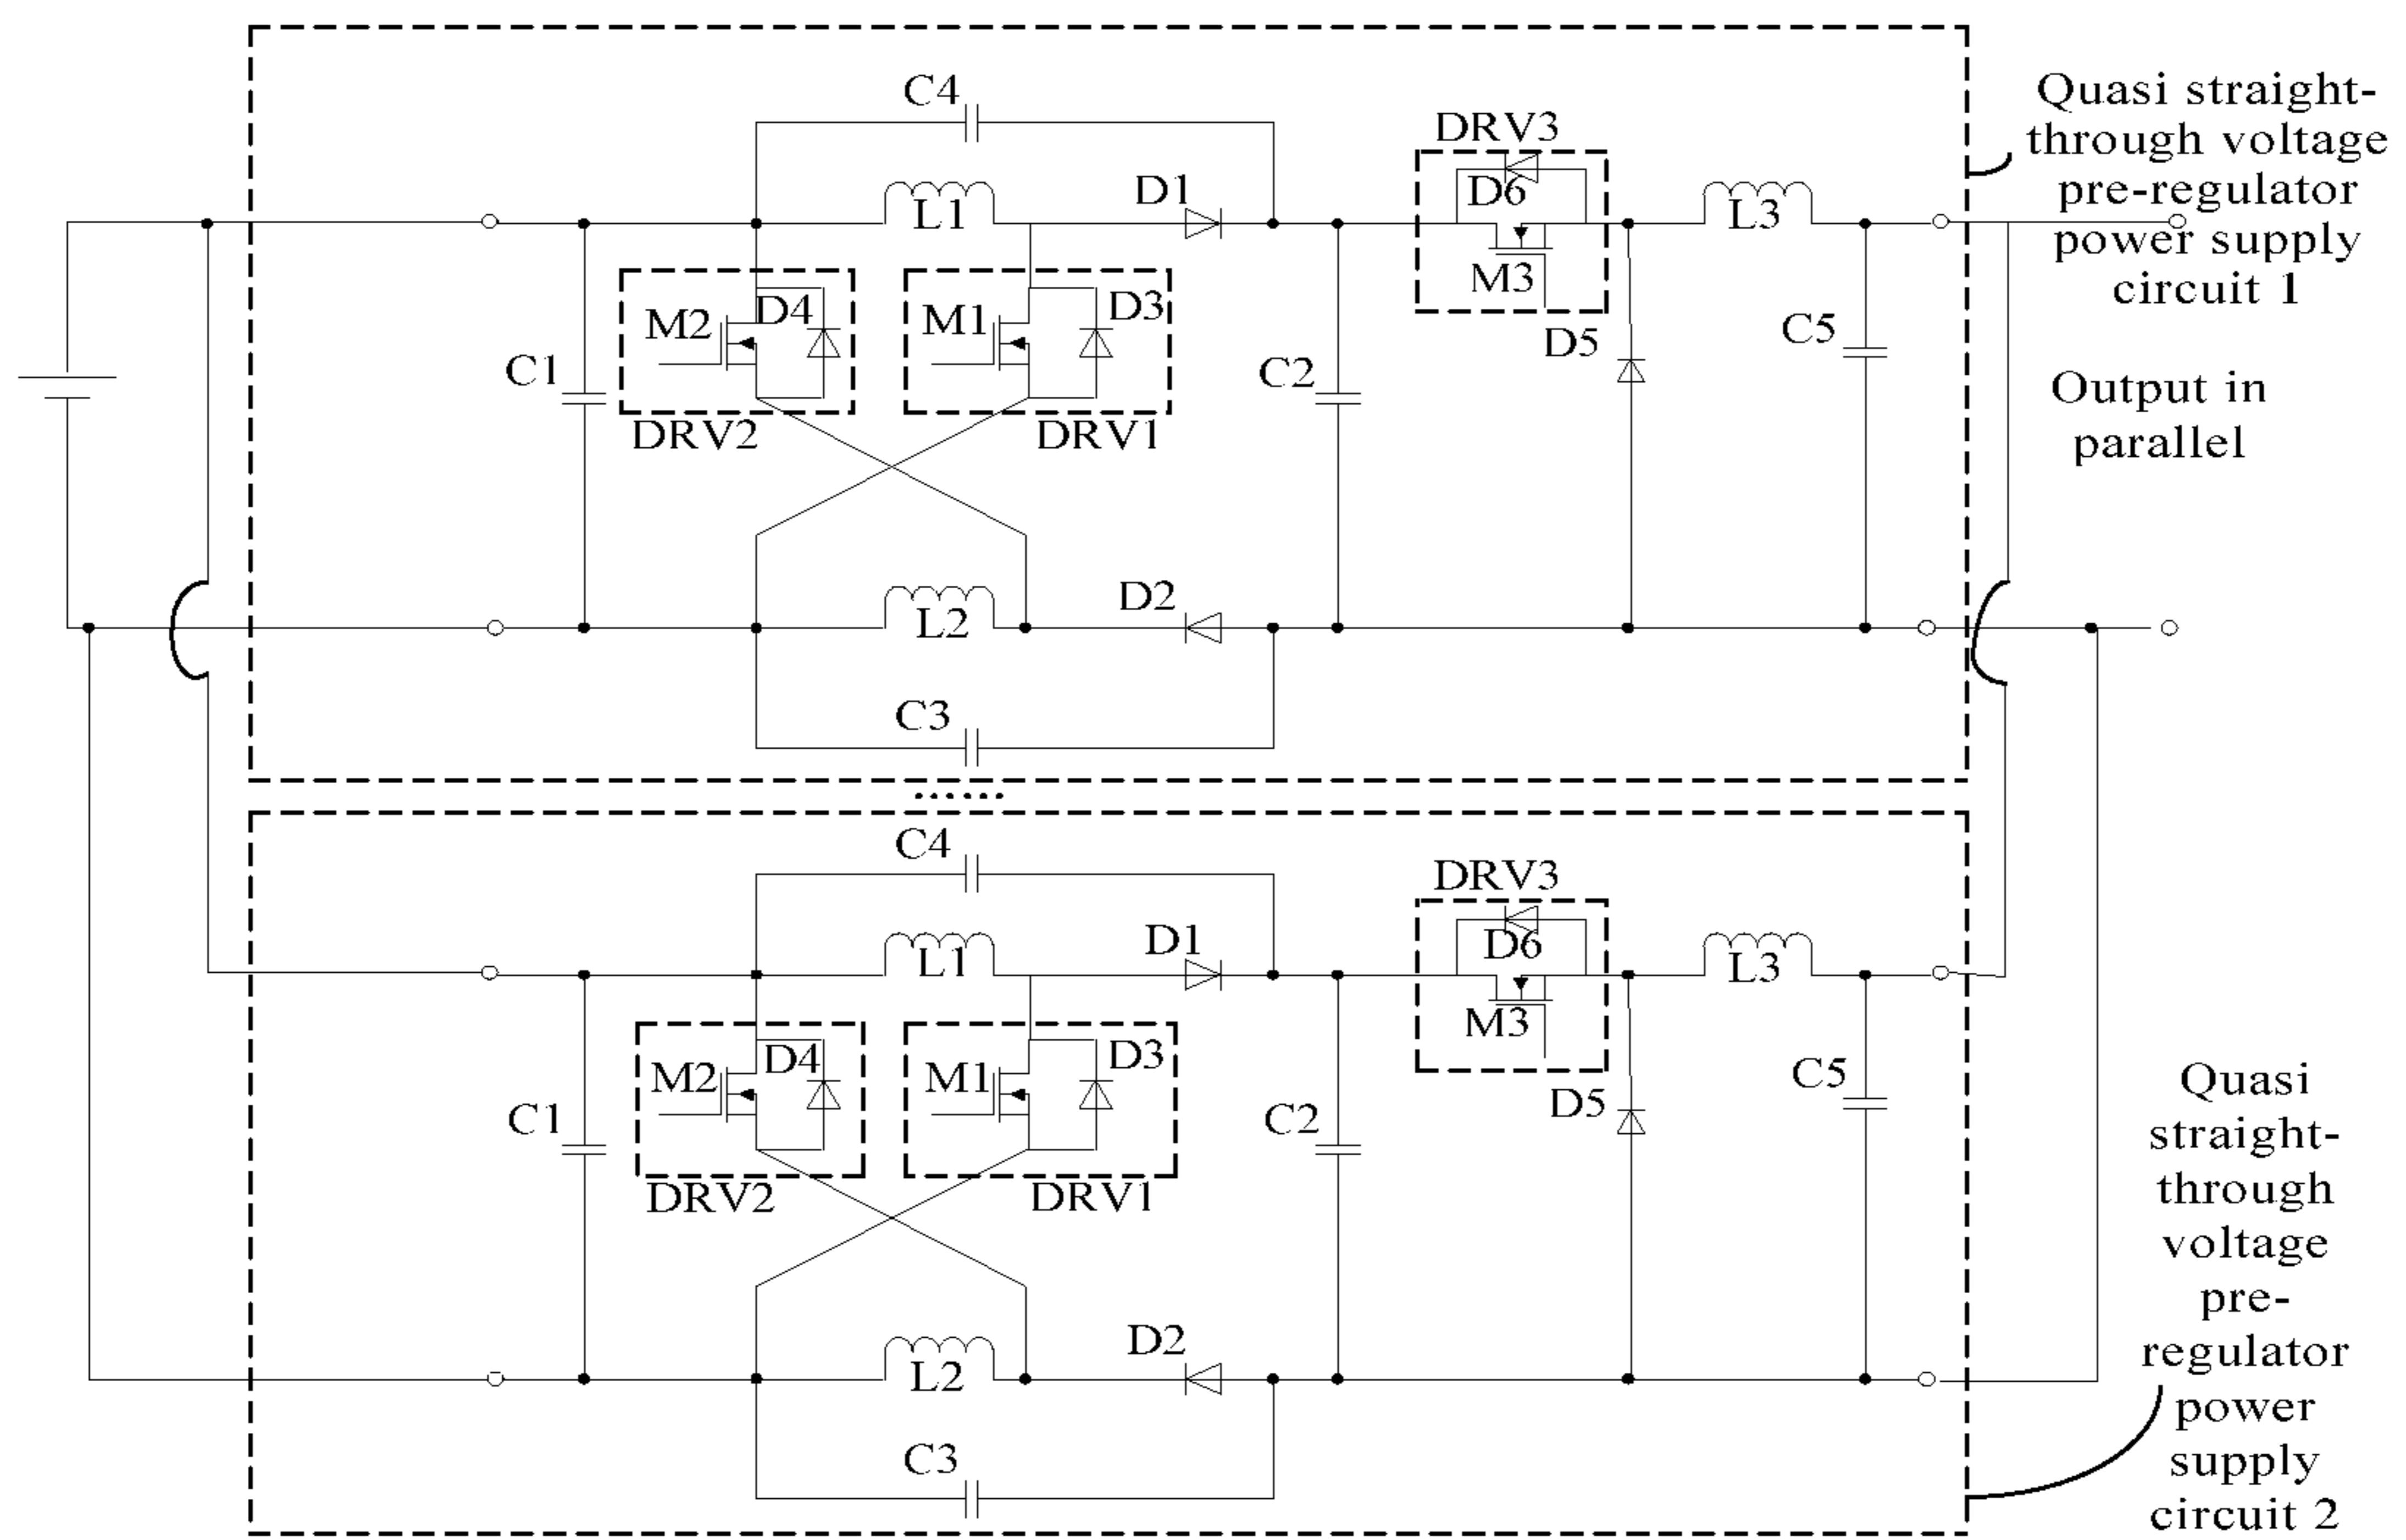 C4
DRV3
D1
D6
L1
L3
M3
M2
D4
M1
D3
C1
C2
D5
C5
DRV2
DRV1
D2
L2
C3
Quasi straight-
through voltage
pre-regulator
power supply
circuit 1
Output in
parallel
......
C4
DRV3
D1
D6
L1
L3
M3
M2
D4
M1
D3
C1
C2
D5
C5
DRV2
DRV1
D2
L2
C3
Quasi
straight-
through
voltage
pre-
regulator
power
supply
circuit 2